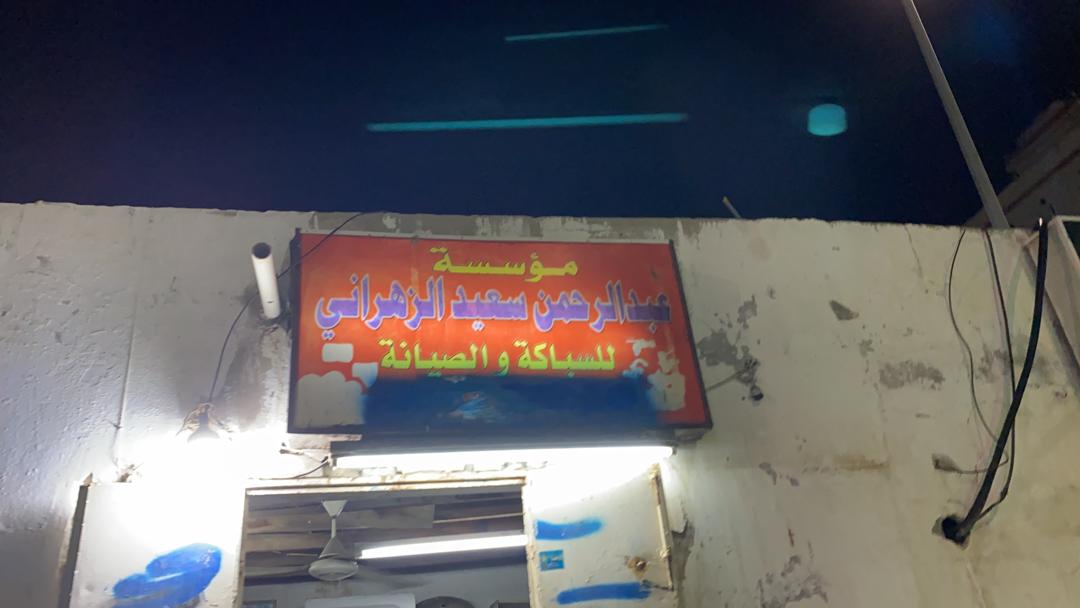 مؤسسة
عبدالرحمن سعيد الزهراني
للسباكة و الصيانة